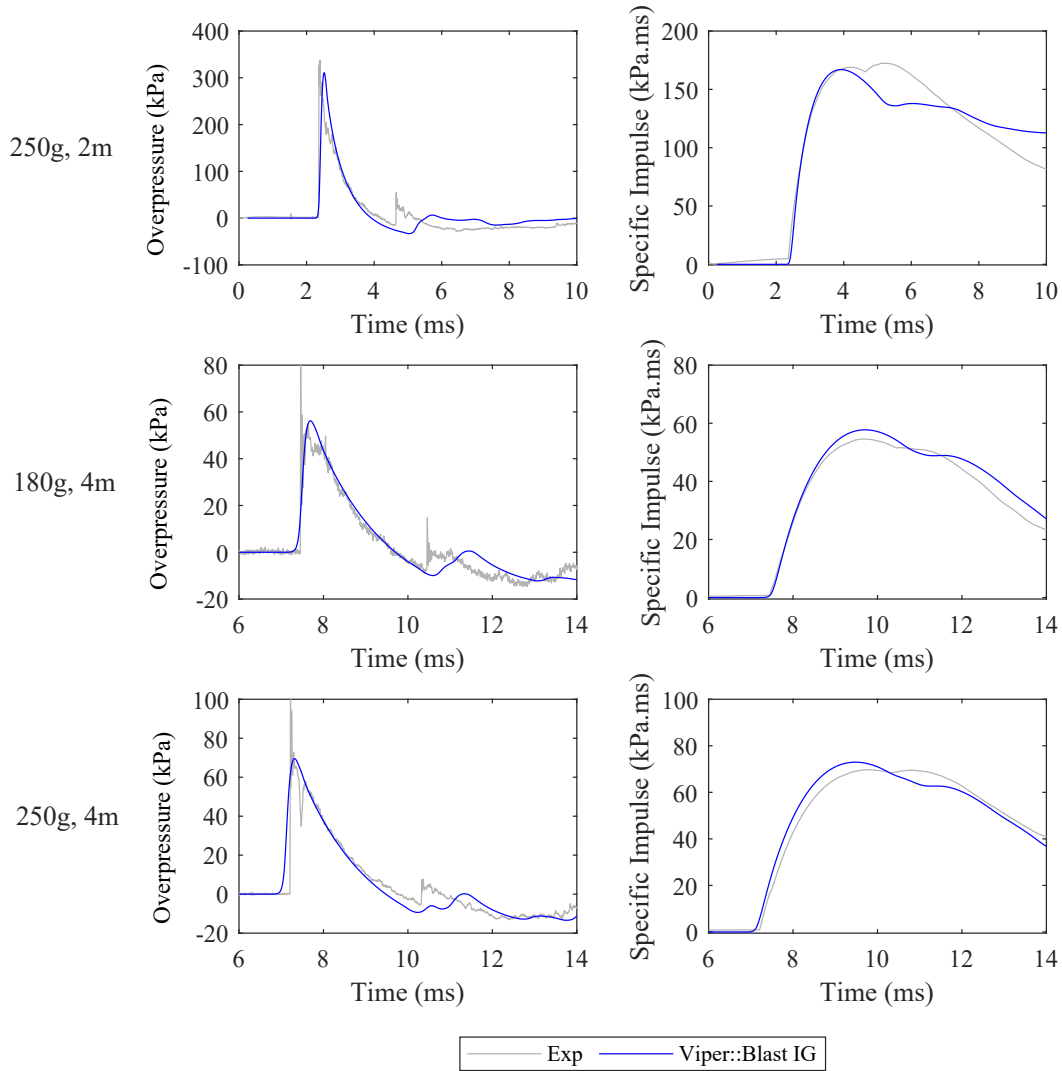 250g, 2m
Overpressure (kPa)
400
300
200
100
0
-100
0 2 4 6 8 10
Time (ms)
Specific Impulse (kPa.ms)
200
150
100
50
0
0 2 4 6 8 10
Time (ms)
180g, 4m
Overpressure (kPa)
80
60
40
20
0
-20
6 8 10 12 14
Time (ms)
Specific Impulse (kPa.ms)
80
60
40
20
0
6 8 10 12 14
Time (ms)
250g, 4m
Overpressure (kPa)
100
80
60
40
20
0
-20
6 8 10 12 14
Time (ms)
Specific Impulse (kPa.ms)
100
80
60
40
20
0
6 8 10 12 14
Time (ms)
Exp Viper::Blast IG